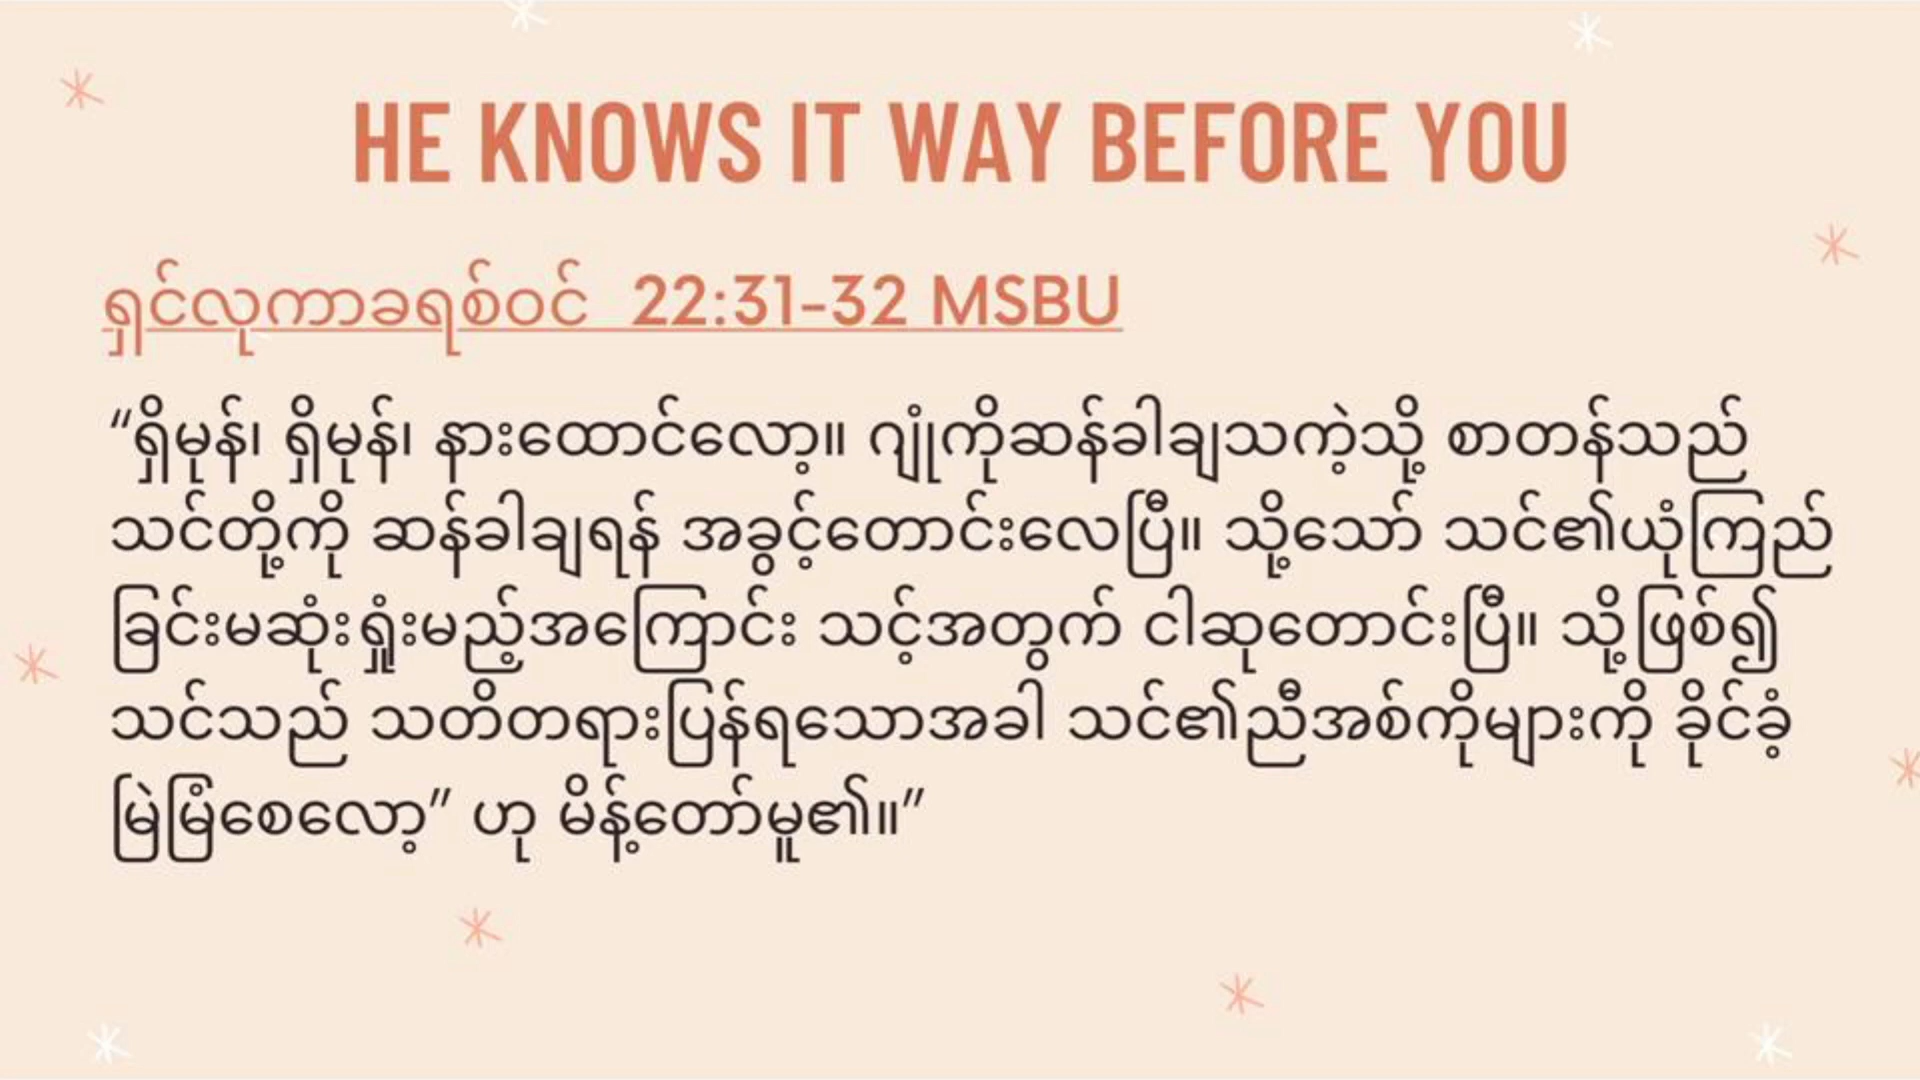 HE KNOWS IT WAY BEFORE YOU
ရှင်လုကာခရစ်ဝင် 22:31-32 MSBU
“ရှိမုန်၊ ရှိမုန်၊ နားထောင်လော့။ ဂျုံကိုဆန်ခါချသကဲ့သို့ စာတန်သည်
သင်တို့ကို ဆန်ခါချရန် အခွင့်တောင်းလေပြီ။ သို့သော် သင်၏ယုံကြည်
ခြင်းမဆုံးရှုံးမည့်အကြောင်း သင့်အတွက် ငါဆုတောင်းပြီ။ သို့ဖြစ်၍
သင်သည် သတိတရားပြန်ရသောအခါ သင်၏ညီအစ်ကိုများကို ခိုင်ခံ့
မြဲမြံစေလော့” ဟု မိန့်တော်မူ၏။”